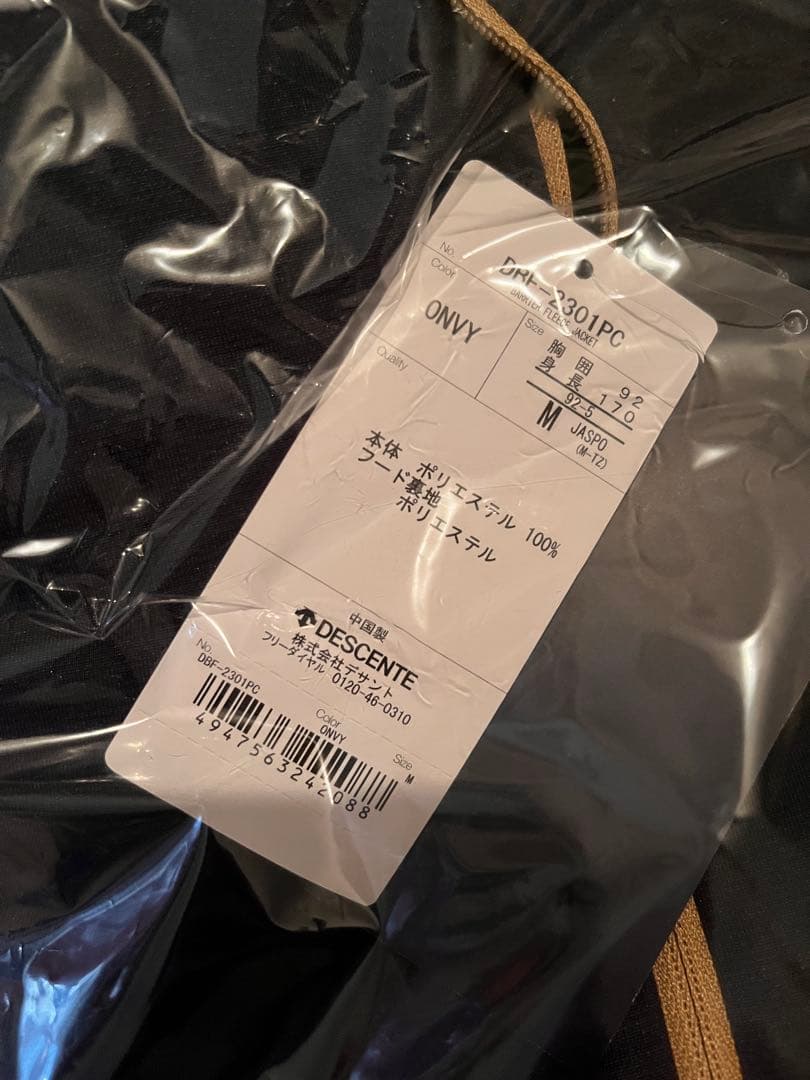 No. DBF-2301PC
BARRIER FLEECE JACKET
Color
ONVY
Size
胸囲 92
身長 170
92-5
M JASPO
(M-TZ)
Quality
本体 ポリエステル 100%
フード裏地
ポリエステル
中国製
DESCENTE
株式会社デサント
フリーダイヤル 0120-46-0310
No.
DBF-2301PC
Color
ONVY
Size
M
4947563242088